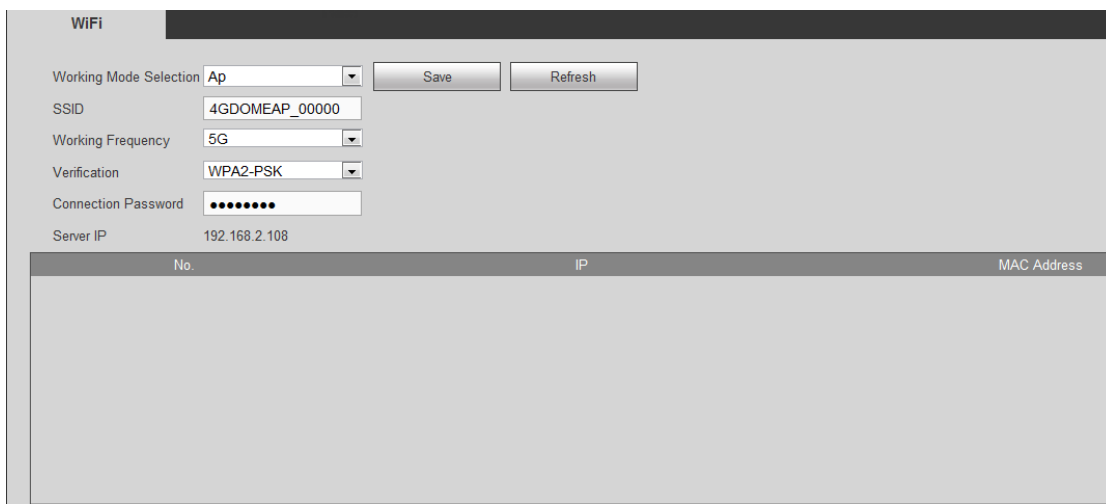 WiFi
Working Mode Selection Ap Save Refresh
SSID 4GDOMEAP_00000
Working Frequency 5G
Verification WPA2-PSK
Connection Password ●●●●●●●●
Server IP 192.168.2.108
No. IP MAC Address